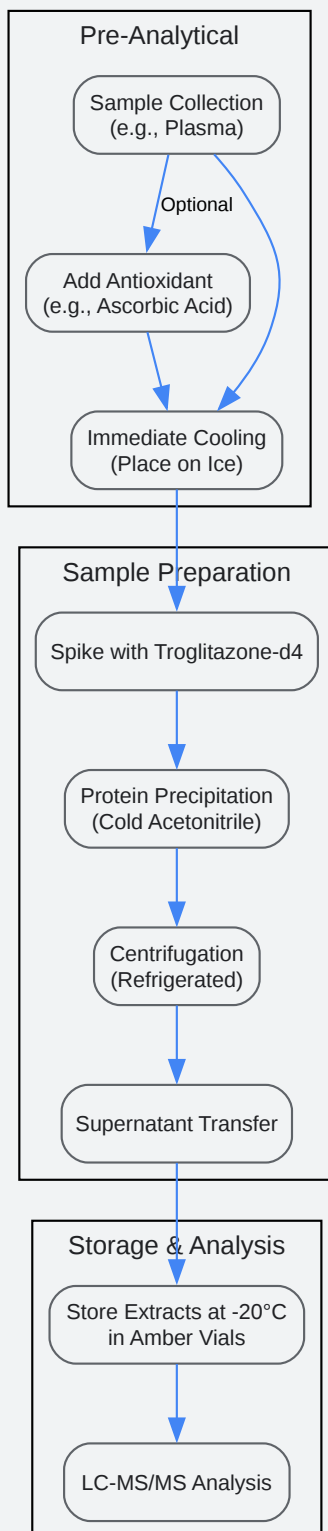 Pre-Analytical
Sample Collection
(e.g., Plasma)
Optional
Add Antioxidant
(e.g., Ascorbic Acid)
Immediate Cooling
(Place on Ice)
Sample Preparation
Spike with Troglitazone-d4
Protein Precipitation
(Cold Acetonitrile)
Centrifugation
(Refrigerated)
Supernatant Transfer
Storage & Analysis
Store Extracts at -20°C
in Amber Vials
LC-MS/MS Analysis